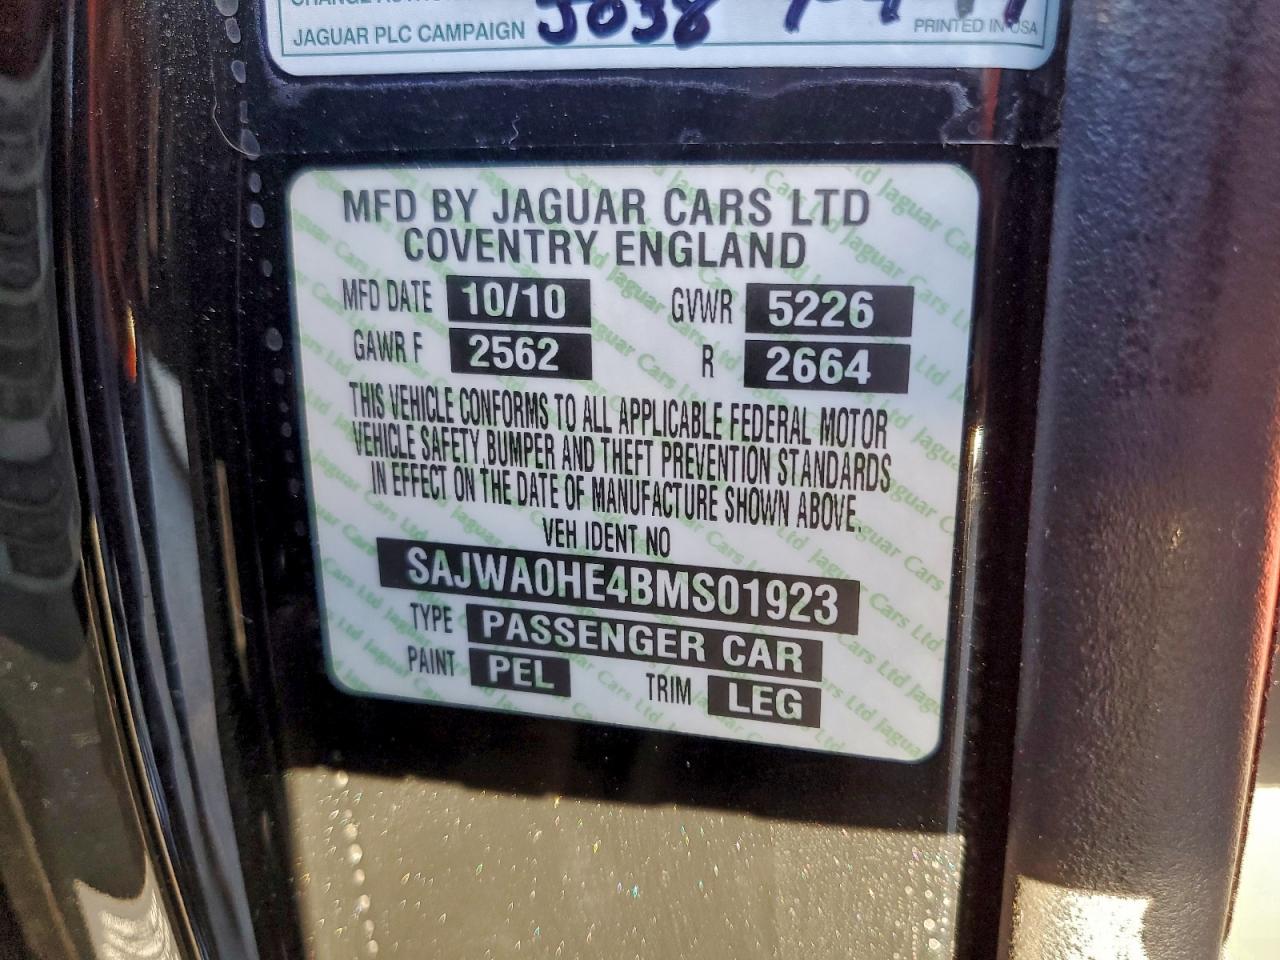 JAGUAR PLC CAMPAIGN J038
PRINTED IN USA
MFD BY JAGUAR CARS LTD
COVENTRY ENGLAND
MFD DATE 10/10 GVWR 5226
GAWR F 2562 R 2664
THIS VEHICLE CONFORMS TO ALL APPLICABLE FEDERAL MOTOR
VEHICLE SAFETY, BUMPER AND THEFT PREVENTION STANDARDS
IN EFFECT ON THE DATE OF MANUFACTURE SHOWN ABOVE.
VEH IDENT NO
SAJWA0HE4BMS01923
TYPE PASSENGER CAR
PAINT PEL TRIM LEG